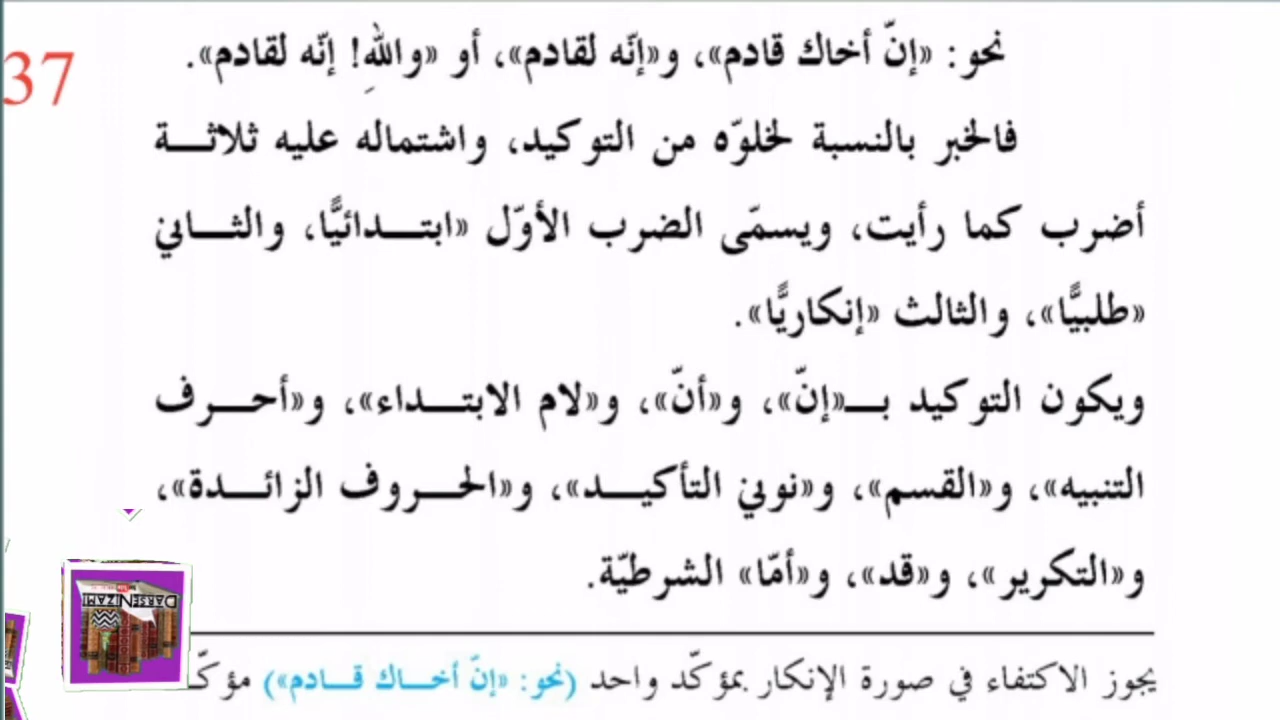 37
نحو: «إنّ أخاك قادم»، و«إنّه لقادم»، أو «واللهِ! إنّه لقادم».
فالخبر بالنسبة لخلوّه من التوكيد، واشتماله عليه ثلاثة
أضرب كما رأيت، ويسمّى الضرب الأوّل «ابتدائيًّا، والثاني
«طلبيًّا»، والثالث «إنكاريًّا».
ويكون التوكيد بـ«إنّ»، و«أنّ»، و«لام الابتداء»، و«أحرف
التنبيه»، و«القسم»، و«نوني التأكيد»، و«الحروف الزائدة»،
و«التكرير»، و«قد»، و«أمّا» الشرطيّة.
يجوز الاكتفاء في صورة الإنكار بمؤكّد واحد (نحو: «إنّ أخاك قادم»)
DARSE NIZAMI